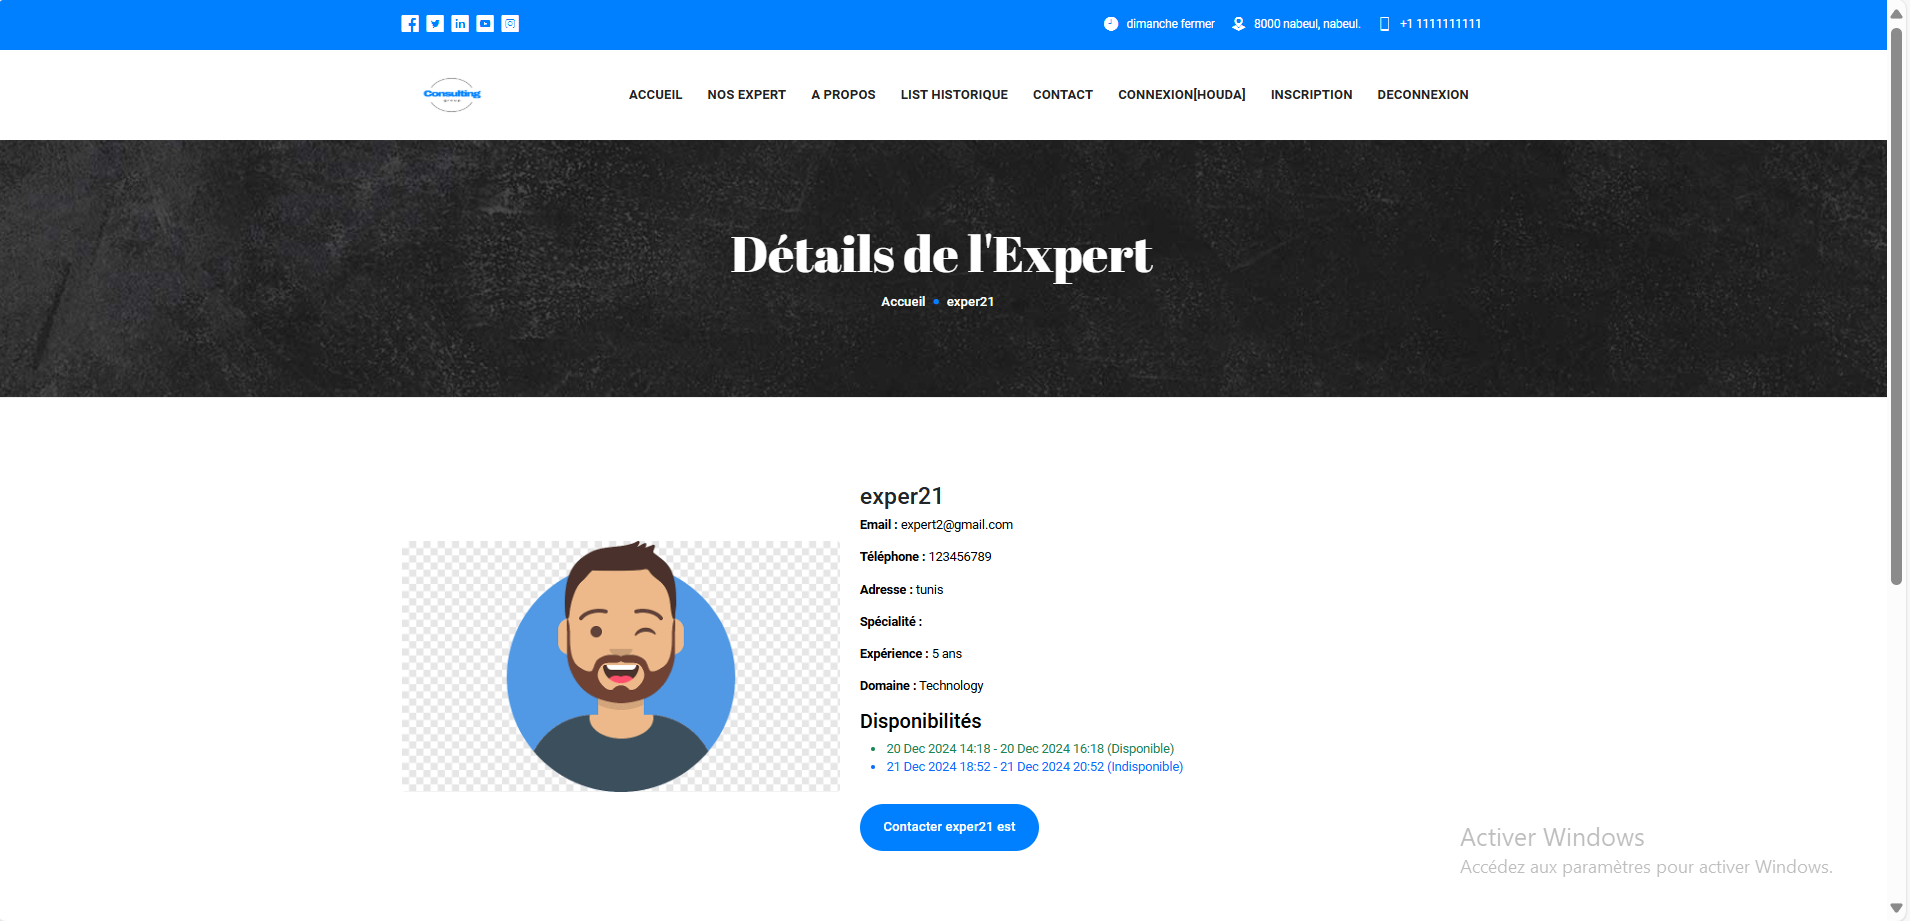 dimanche fermer 8000 nabeul, nabeul. +1 1111111111
Consulting
group
ACCUEIL NOS EXPERT A PROPOS LIST HISTORIQUE CONTACT CONNEXION[HOUDA] INSCRIPTION DECONNEXION
Détails de l'Expert
Accueil exper21
exper21
Email : expert2@gmail.com
Téléphone : 123456789
Adresse : tunis
Spécialité :
Expérience : 5 ans
Domaine : Technology
Disponibilités
20 Dec 2024 14:18 - 20 Dec 2024 16:18 (Disponible)
21 Dec 2024 18:52 - 21 Dec 2024 20:52 (Indisponible)
Contacter exper21 est
Activer Windows
Accédez aux paramètres pour activer Windows.